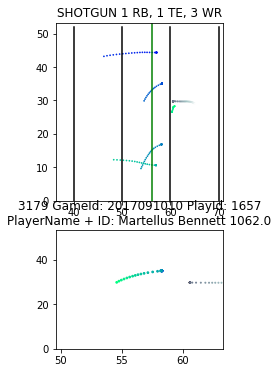 SHOTGUN 1 RB, 1 TE, 3 WR
50
40
30
20
10
0
40 50 60 70
3179 GameId: 2017091010 PlayId: 1657
PlayerName + ID: Martellus Bennett 1062.0
40
20
0
50 55 60